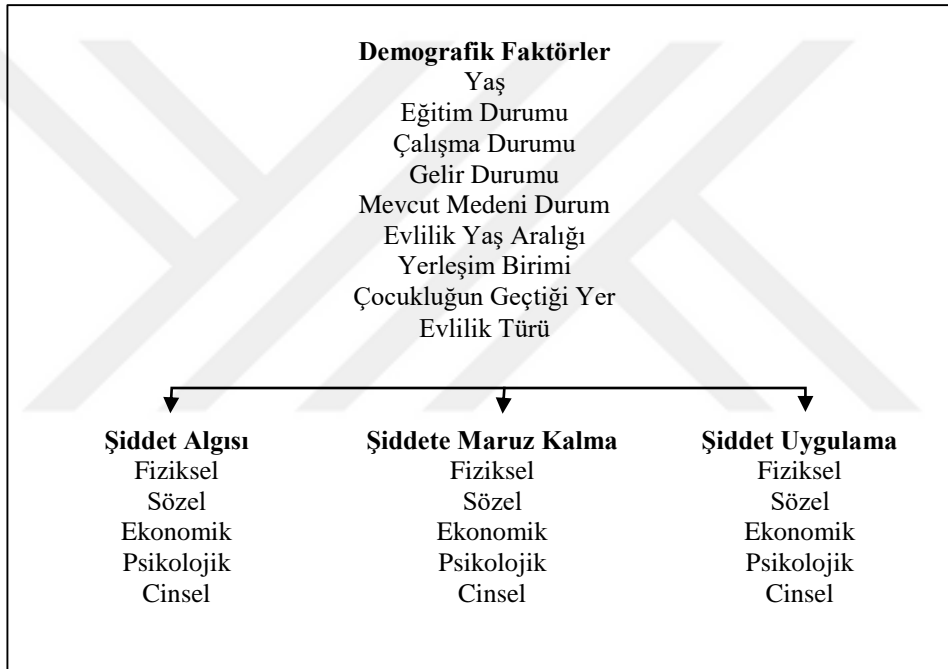 Demografik Faktörler
Yaş
Eğitim Durumu
Çalışma Durumu
Gelir Durumu
Mevcut Medeni Durum
Evlilik Yaş Aralığı
Yerleşim Birimi
Çocukluğun Geçtiği Yer
Evlilik Türü
Şiddet Algısı
Fiziksel
Sözel
Ekonomik
Psikolojik
Cinsel
Şiddete Maruz Kalma
Fiziksel
Sözel
Ekonomik
Psikolojik
Cinsel
Şiddet Uygulama
Fiziksel
Sözel
Ekonomik
Psikolojik
Cinsel